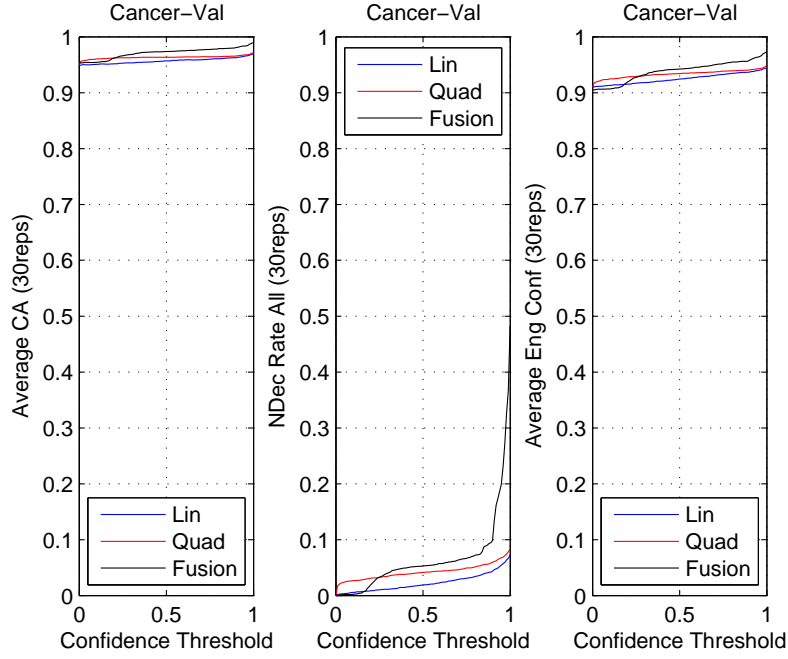 Cancer−Val
Average CA (30reps)
1
0.9
0.8
0.7
0.6
0.5
0.4
0.3
0.2
0.1
0
Lin
Quad
Fusion
0 0.5 1
Confidence Threshold
Cancer−Val
NDec Rate All (30reps)
1
0.9
0.8
0.7
0.6
0.5
0.4
0.3
0.2
0.1
0
Lin
Quad
Fusion
0 0.5 1
Confidence Threshold
Cancer−Val
Average Eng Conf (30reps)
1
0.9
0.8
0.7
0.6
0.5
0.4
0.3
0.2
0.1
0
Lin
Quad
Fusion
0 0.5 1
Confidence Threshold